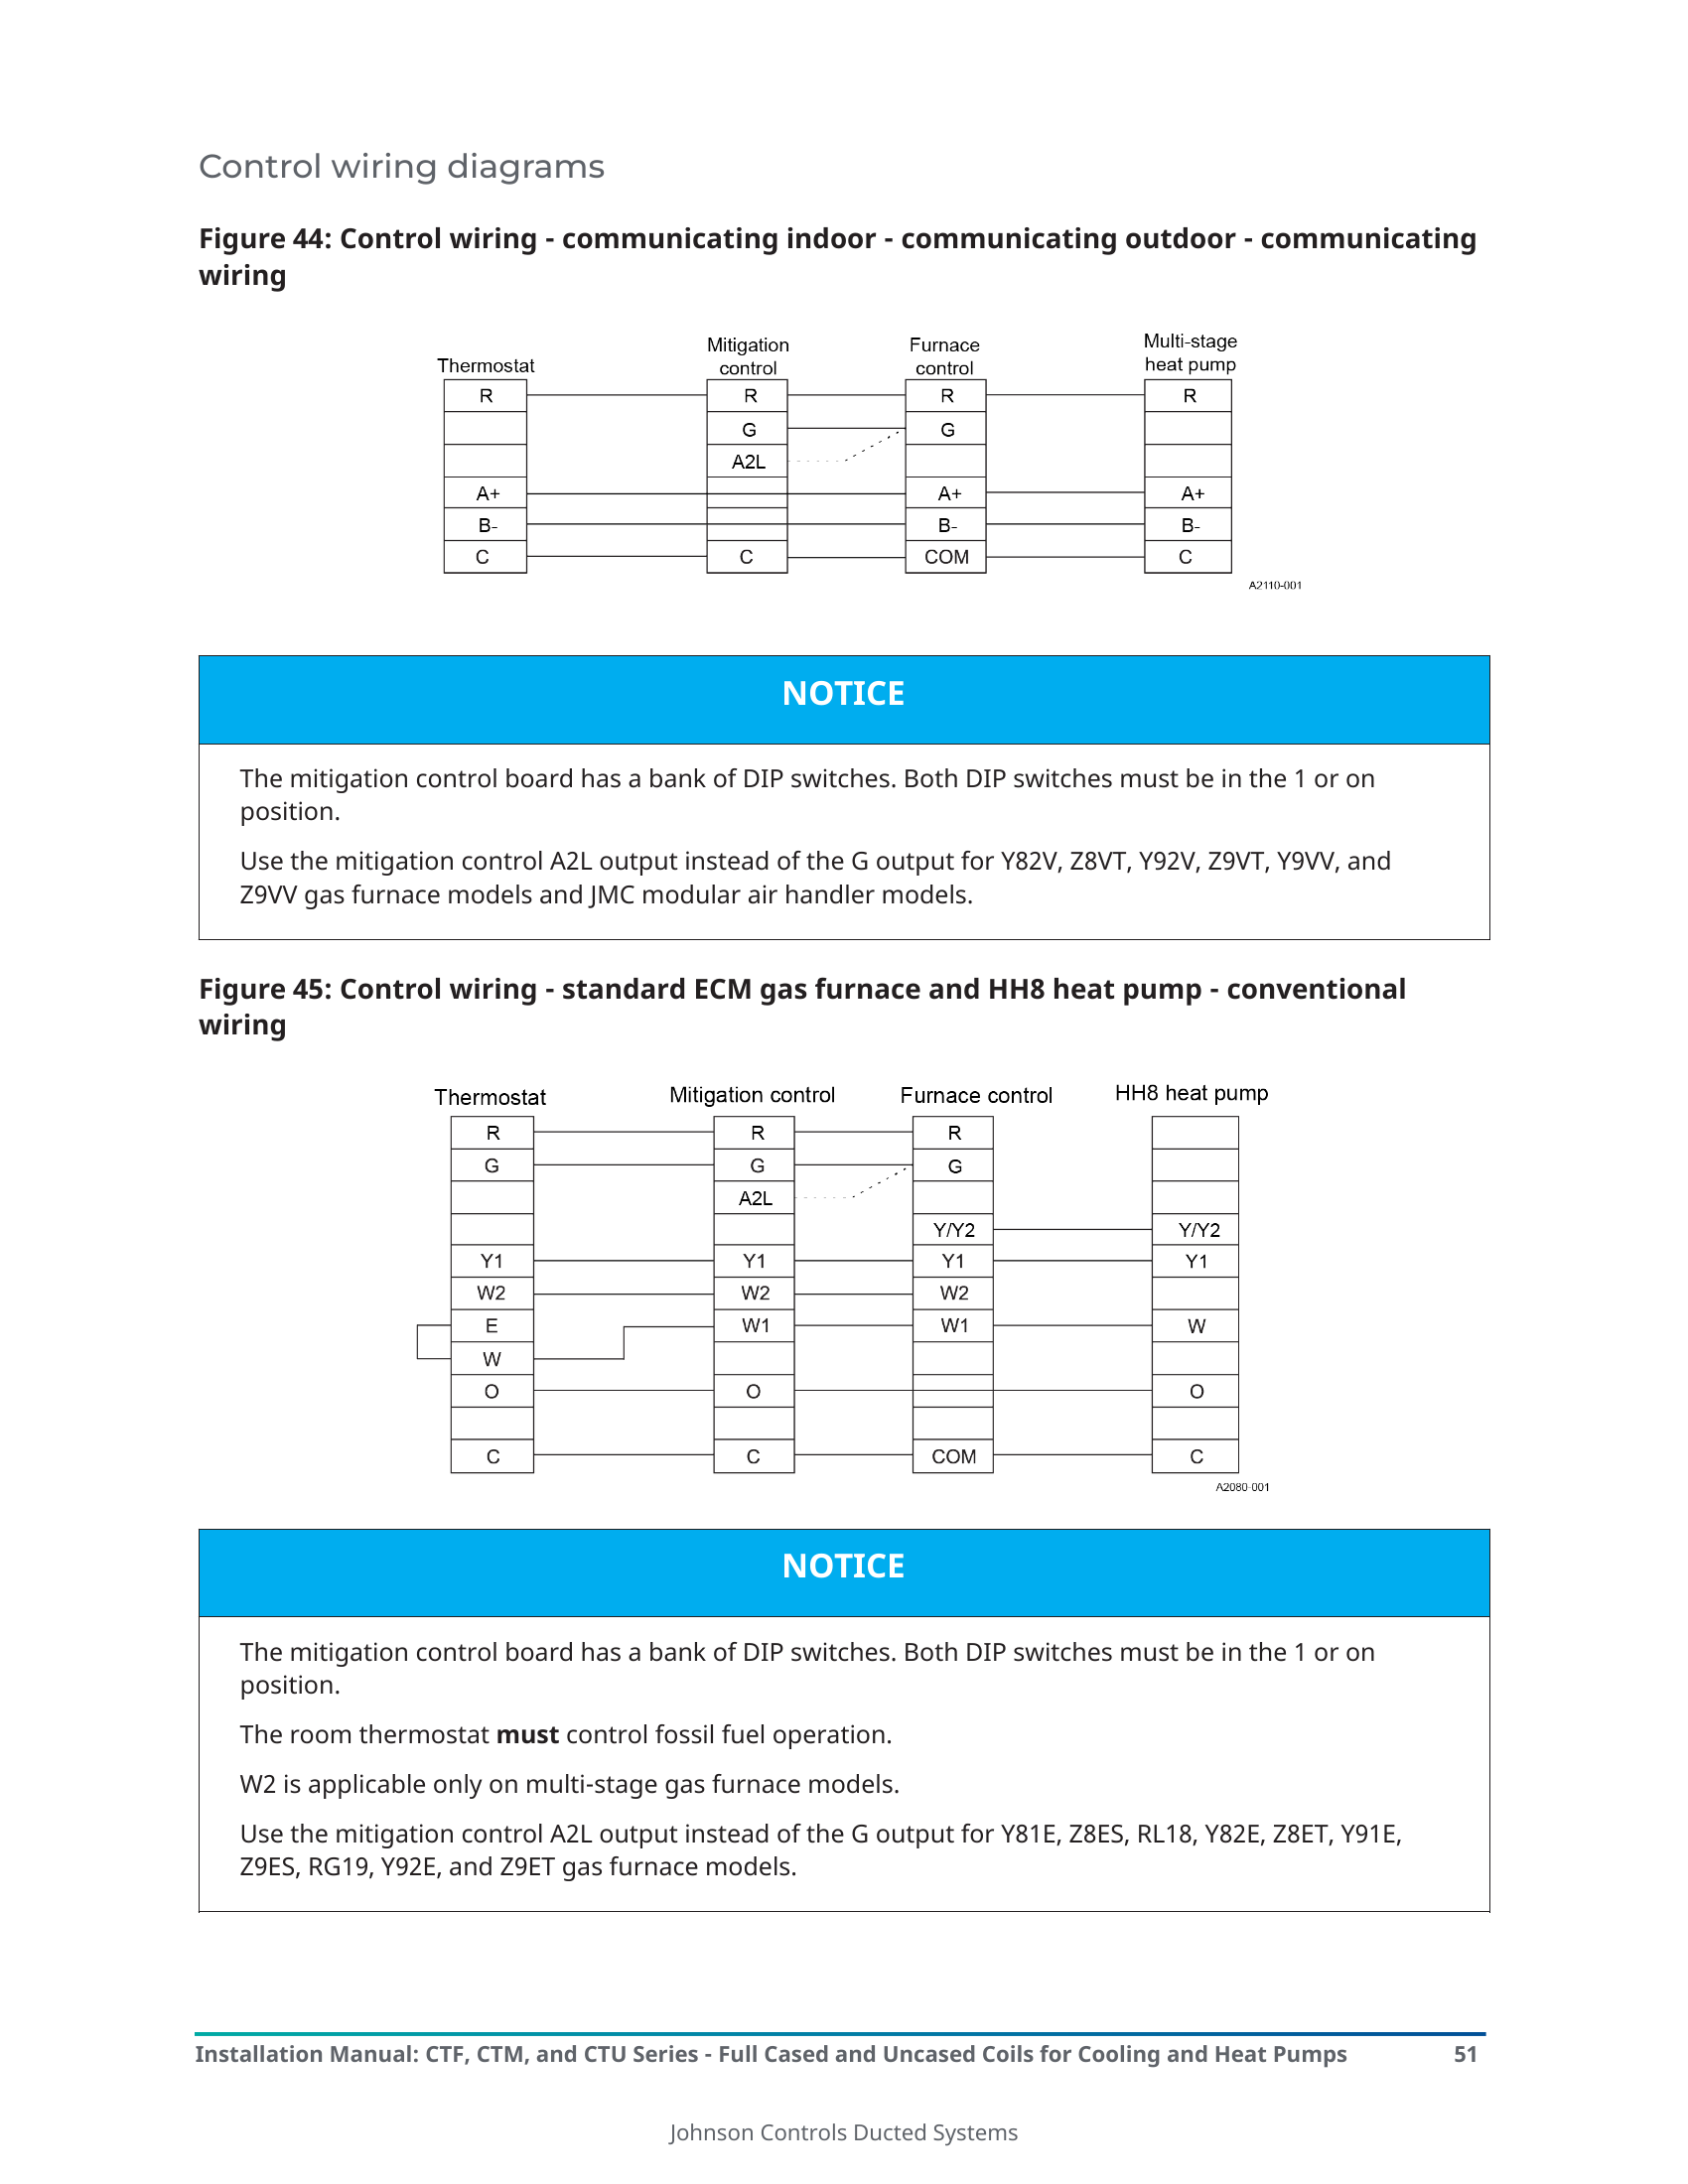 Control wiring diagrams
Figure 44: Control wiring - communicating indoor - communicating outdoor - communicating
wiring
Thermostat
Mitigation
control
Furnace
control
Multi-stage
heat pump
R R R R
G G
A2L
A+ A+ A+
B- B- B-
C C COM C
A2110-001
NOTICE
The mitigation control board has a bank of DIP switches. Both DIP switches must be in the 1 or on
position.
Use the mitigation control A2L output instead of the G output for Y82V, Z8VT, Y92V, Z9VT, Y9VV, and
Z9VV gas furnace models and JMC modular air handler models.
Figure 45: Control wiring - standard ECM gas furnace and HH8 heat pump - conventional
wiring
Thermostat Mitigation control Furnace control HH8 heat pump
R R R
G G G
A2L
Y/Y2 Y/Y2
Y1 Y1 Y1 Y1
W2 W2 W2
E W1 W1 W
W
O O O
C C COM C
A2080-001
NOTICE
The mitigation control board has a bank of DIP switches. Both DIP switches must be in the 1 or on
position.
The room thermostat must control fossil fuel operation.
W2 is applicable only on multi-stage gas furnace models.
Use the mitigation control A2L output instead of the G output for Y81E, Z8ES, RL18, Y82E, Z8ET, Y91E,
Z9ES, RG19, Y92E, and Z9ET gas furnace models.
Installation Manual: CTF, CTM, and CTU Series - Full Cased and Uncased Coils for Cooling and Heat Pumps 51
Johnson Controls Ducted Systems